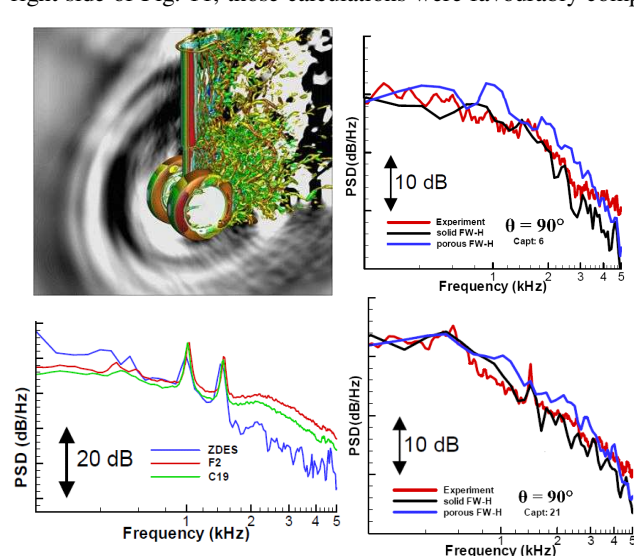 right side of Fig. 11, those calculations were favourably comp
PSD(dB/Hz)
10 dB
Experiment
solid FW-H
porous FW-H
θ = 90°
Capt: 6
1 2 3 4 5
Frequency (kHz)
PSD (dB/Hz)
20 dB
ZDES
F2
C19
1 2 3 4 5
Frequency (kHz)
PSD(dB/Hz)
10 dB
Experiment
solid FW-H
porous FW-H
θ = 90°
Capt: 21
1 2 3 4 5
Frequency (kHz)